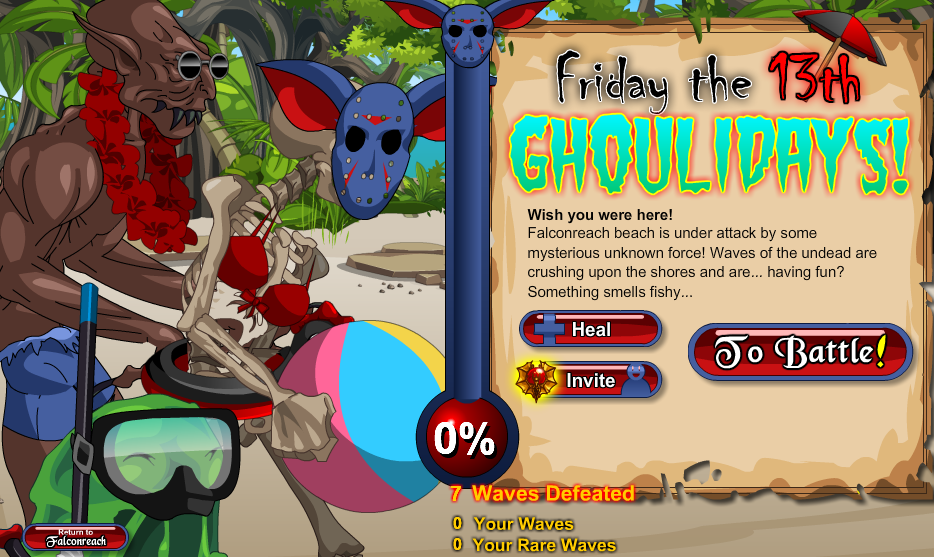 Friday the 13th
GHOULIDAYS!
Wish you were here!
Falconreach beach is under attack by some
mysterious unknown force! Waves of the undead are
crushing upon the shores and are... having fun?
Something smells fishy...
Heal
To Battle!
Invite
0%
7 Waves Defeated
0 Your Waves
0 Your Rare Waves
Return to
Falconreach